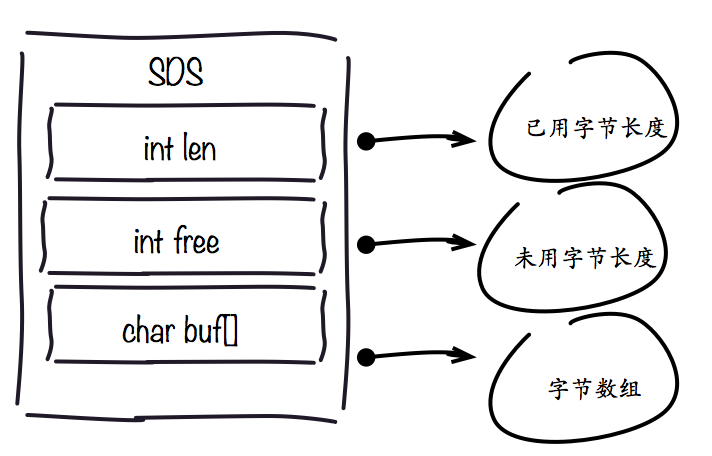 SDS
int len
已用字节长度
int free
未用字节长度
char buf[]
字节数组